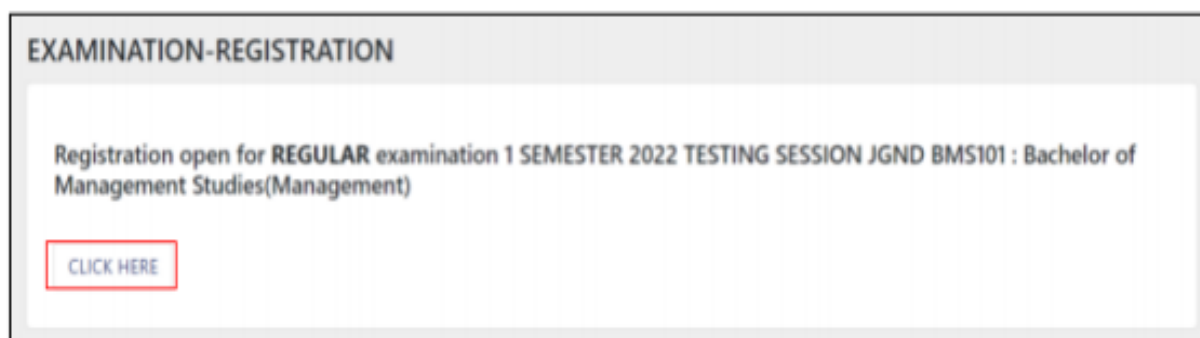 EXAMINATION-REGISTRATION
Registration open for REGULAR examination 1 SEMESTER 2022 TESTING SESSION JGND BMS101 : Bachelor of
Management Studies(Management)
CLICK HERE